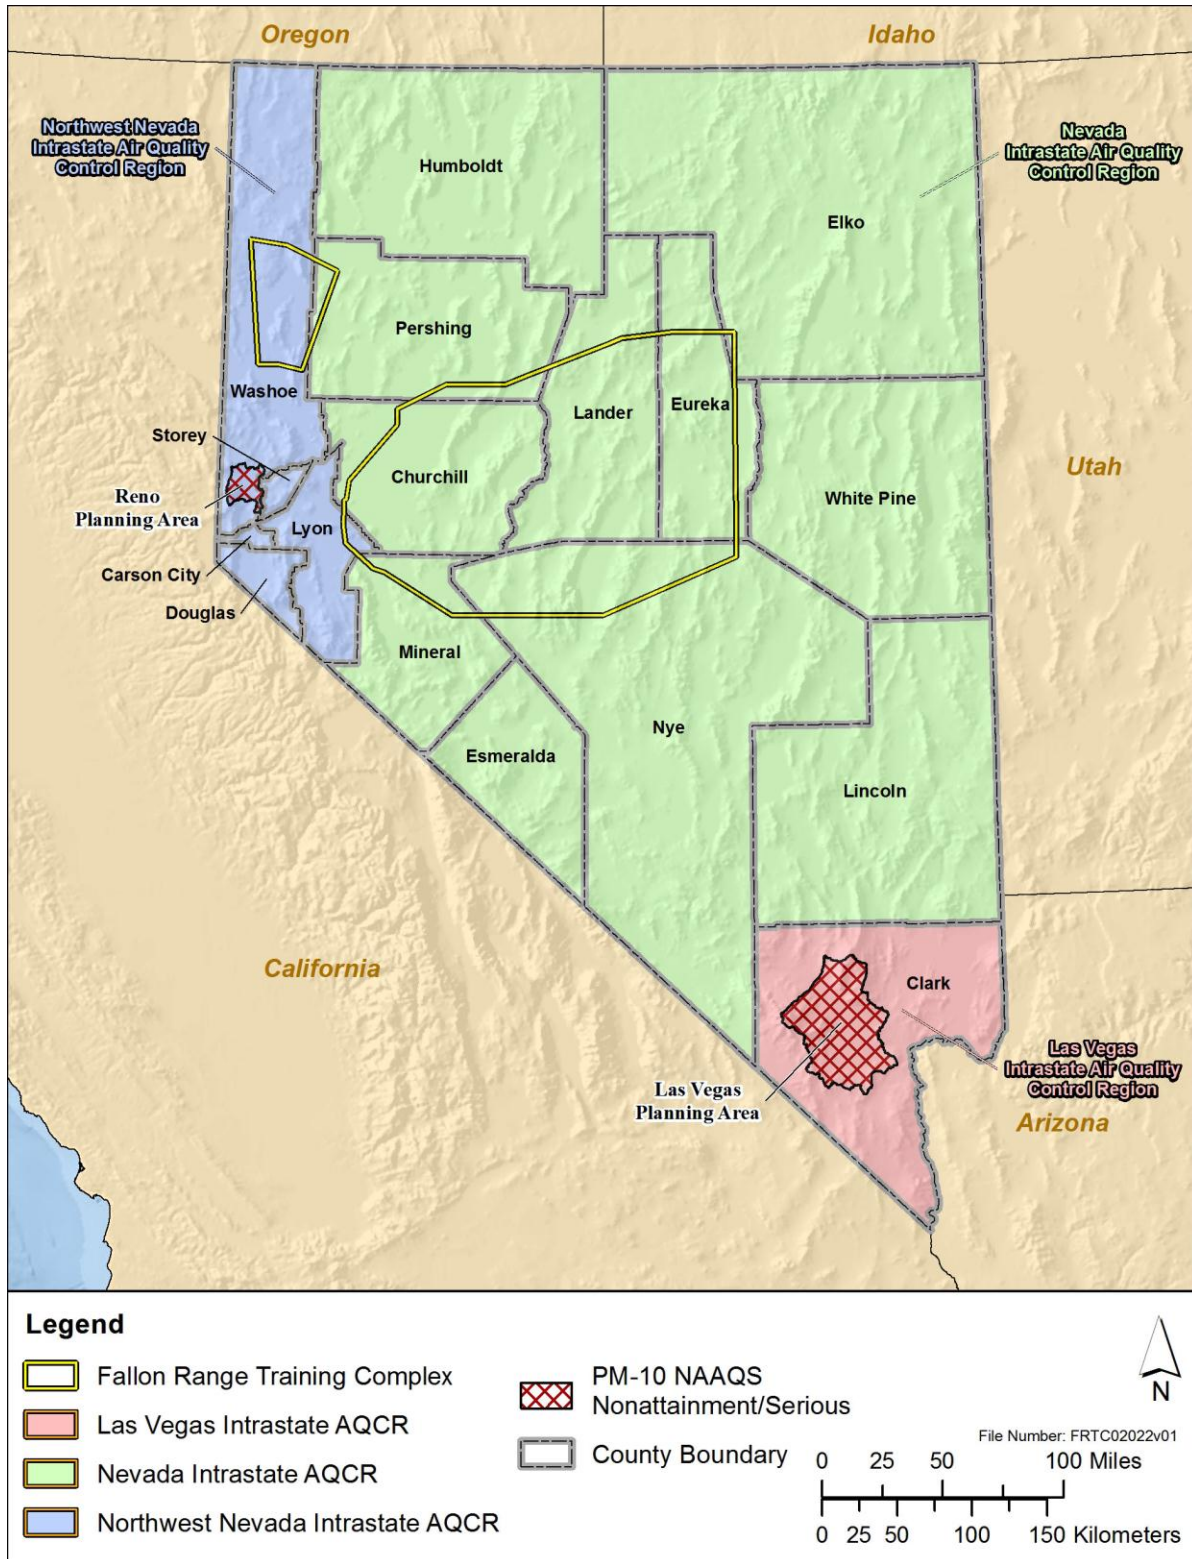 Oregon
Idaho
Northwest Nevada
Intrastate Air Quality
Control Region
Nevada
Intrastate Air Quality
Control Region
Humboldt
Elko
Pershing
Washoe
Lander
Eureka
Storey
Churchill
Utah
Reno
Planning Area
White Pine
Lyon
Carson City
Douglas
Mineral
Nye
Esmeralda
Lincoln
California
Clark
Las Vegas
Intrastate Air Quality
Control Region
Las Vegas
Planning Area
Arizona
Legend
Fallon Range Training Complex
Las Vegas Intrastate AQCR
Nevada Intrastate AQCR
Northwest Nevada Intrastate AQCR
PM-10 NAAQS
Nonattainment/Serious
County Boundary
N
File Number: FRTC02022v01
0 25 50 100 Miles
0 25 50 100 150 Kilometers